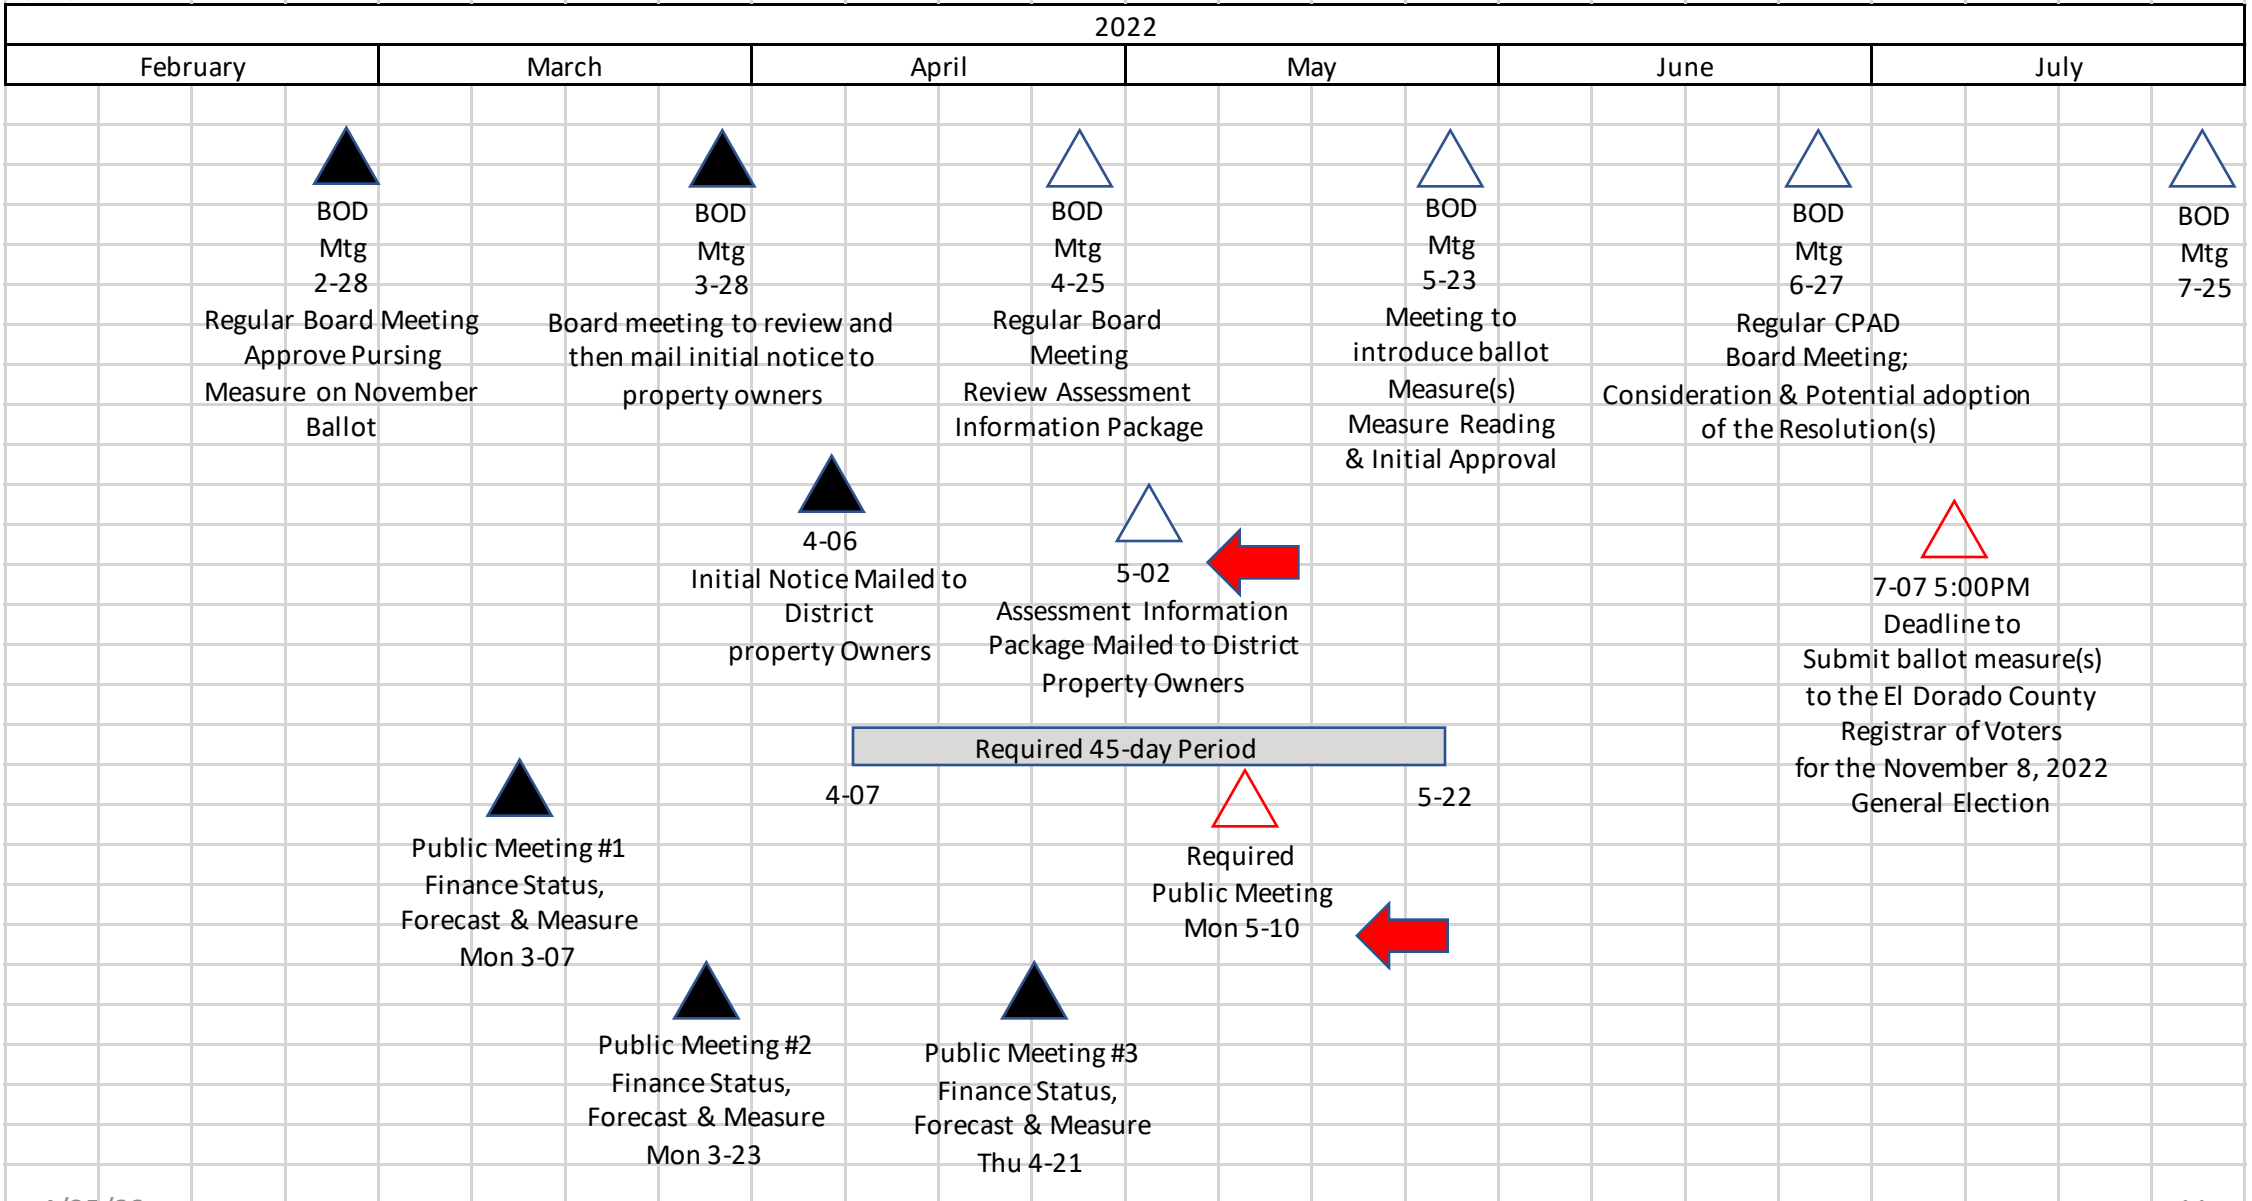 2022
February
March
April
May
June
July
BOD
Mtg
2-28
Regular Board Meeting
Approve Pursing
Measure on November
Ballot
BOD
Mtg
3-28
Board meeting to review and
then mail initial notice to
property owners
BOD
Mtg
4-25
Regular Board
Meeting
Review Assessment
Information Package
BOD
Mtg
5-23
Meeting to
introduce ballot
Measure(s)
Measure Reading
& Initial Approval
BOD
Mtg
6-27
Regular CPAD
Board Meeting;
Consideration & Potential adoption
of the Resolution(s)
BOD
Mtg
7-25
4-06
Initial Notice Mailed to
District
property Owners
5-02
Assessment Information
Package Mailed to District
Property Owners
7-07 5:00PM
Deadline to
Submit ballot measure(s)
to the El Dorado County
Registrar of Voters
for the November 8, 2022
General Election
Required 45-day Period
4-07
5-22
Public Meeting #1
Finance Status,
Forecast & Measure
Mon 3-07
Required
Public Meeting
Mon 5-10
Public Meeting #2
Finance Status,
Forecast & Measure
Mon 3-23
Public Meeting #3
Finance Status,
Forecast & Measure
Thu 4-21